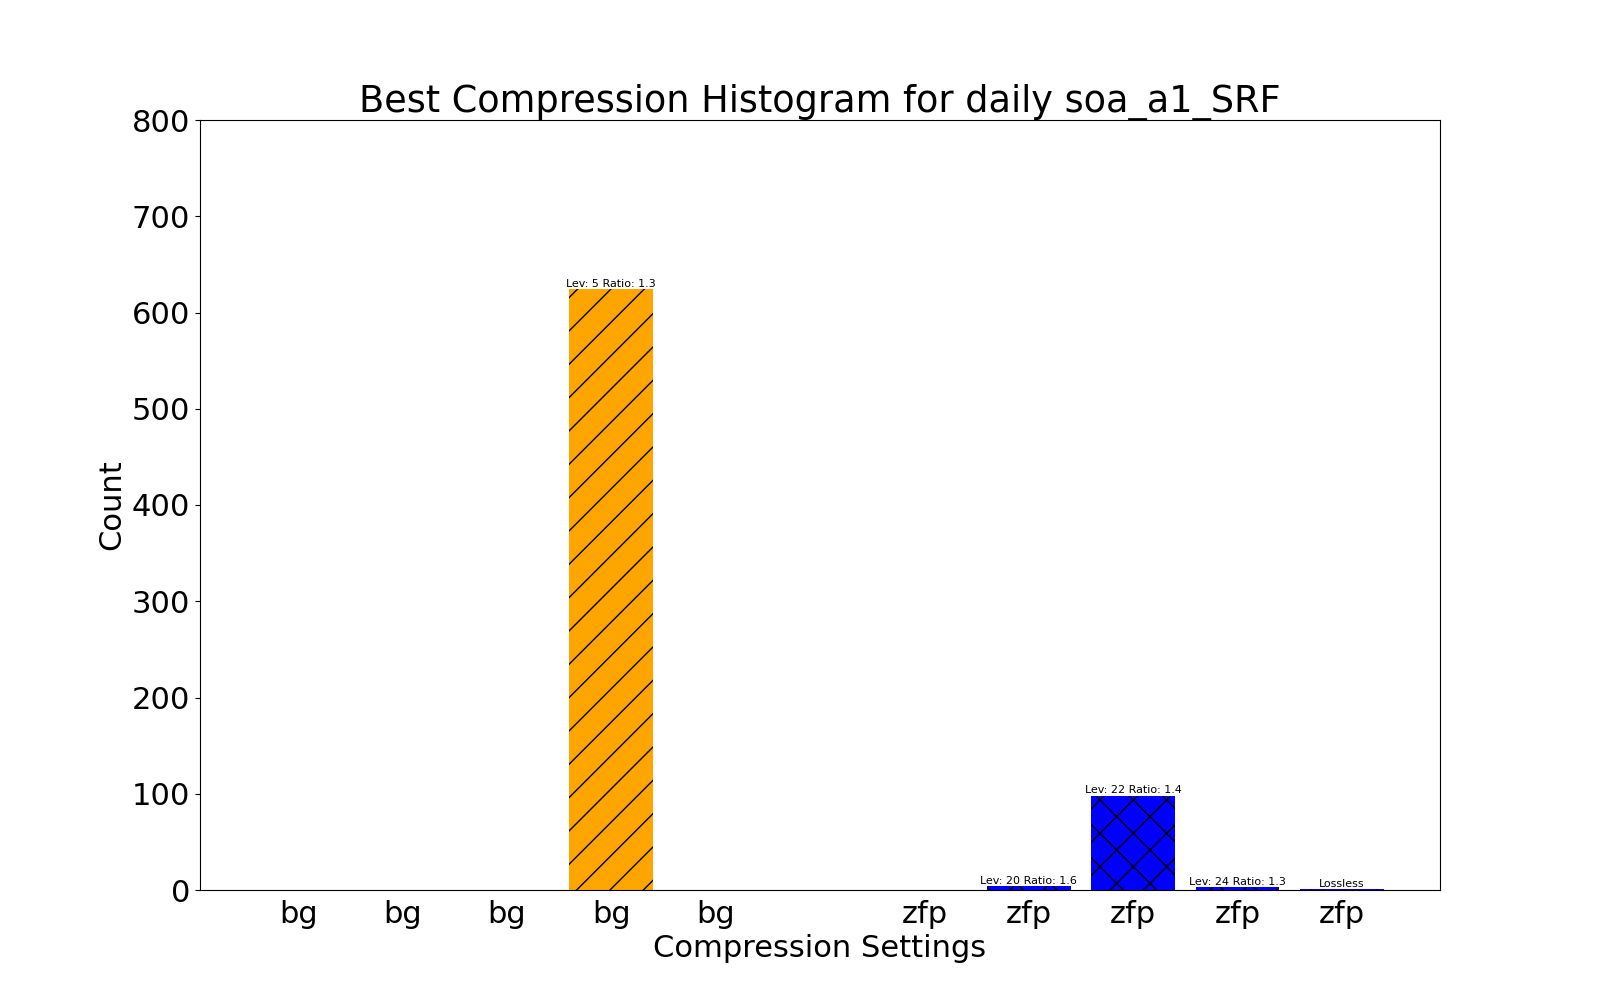 Best Compression Histogram for daily soa_a1_SRF
800
700
600
500
400
300
200
100
0
Count
Lev: 5 Ratio: 1.3
Lev: 20 Ratio: 1.6
Lev: 22 Ratio: 1.4
Lev: 24 Ratio: 1.3
Lossless
bg bg bg bg bg zfp zfp zfp zfp zfp
Compression Settings